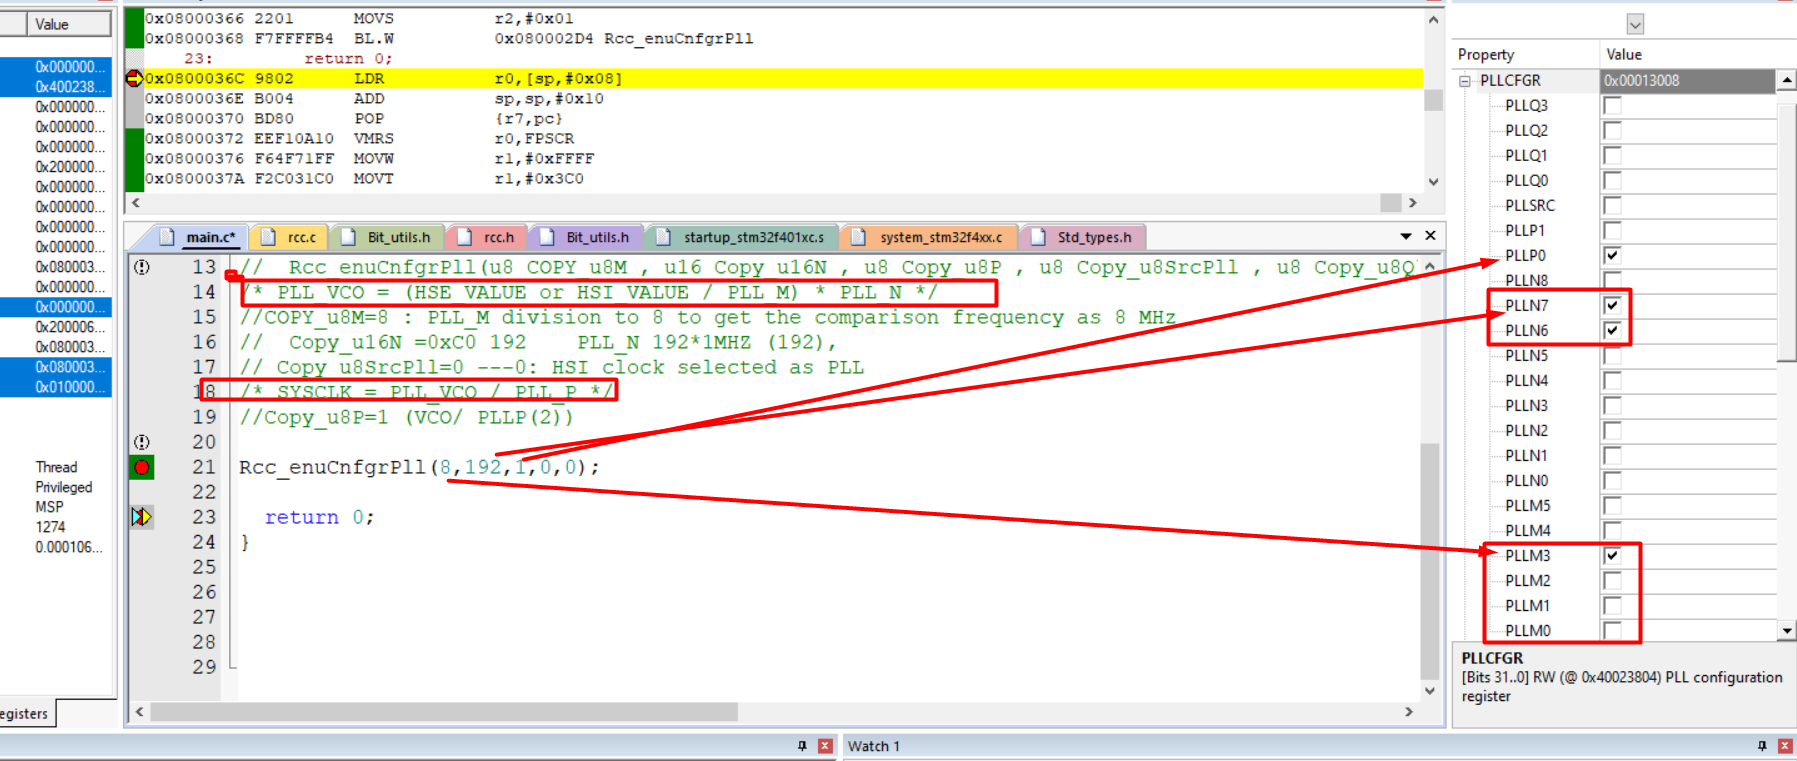 Value
0x000000...
0x400238...
0x000000...
0x000000...
0x000000...
0x200000...
0x000000...
0x000000...
0x000000...
0x000000...
0x080003...
0x000000...
0x000000...
0x200006...
0x080003...
0x080003...
0x010000...
Thread
Privileged
MSP
1274
0.000106...
egisters
0x08000366 2201 MOVS r2,#0x01
0x08000368 F7FFFFB4 BL.W 0x080002D4 Rcc_enuCnfgrPll
23: return 0;
0x0800036C 9802 LDR r0,[sp,#0x08]
0x0800036E B004 ADD sp,sp,#0x10
0x08000370 BD80 POP {r7,pc}
0x08000372 EEF10A10 VMRS r0,FPSCR
0x08000376 F64F71FF MOVW r1,#0xFFFF
0x0800037A F2C031C0 MOVT r1,#0x3C0
main.c* rcc.c Bit_utils.h rcc.h Bit_utils.h startup_stm32f401xc.s system_stm32f4xx.c Std_types.h
13 // Rcc_enuCnfgrPll(u8 COPY_u8M , u16 Copy_u16N , u8 Copy_u8P , u8 Copy_u8SrcPll , u8 Copy_u8Q
14 /* PLL_VCO = (HSE_VALUE or HSI_VALUE / PLL_M) * PLL_N */
15 //COPY_u8M=8 : PLL_M division to 8 to get the comparison frequency as 8 MHz
16 // Copy_u16N =0xC0 192 PLL_N 192*1MHZ (192),
17 // Copy_u8SrcPll=0 ---0: HSI clock selected as PLL
18 /* SYSCLK = PLL_VCO / PLL_P */
19 //Copy_u8P=1 (VCO/ PLLP(2))
20
21 Rcc_enuCnfgrPll(8,192,1,0,0);
22
23 return 0;
24 }
25
26
27
28
29
Property Value
PLLCFGR 0x00013008
PLLQ3
PLLQ2
PLLQ1
PLLQ0
PLLSRC
PLLP1
PLLP0
PLLN8
PLLN7
PLLN6
PLLN5
PLLN4
PLLN3
PLLN2
PLLN1
PLLN0
PLLM5
PLLM4
PLLM3
PLLM2
PLLM1
PLLM0
PLLCFGR
[Bits 31..0] RW (@ 0x40023804) PLL configuration
register
Watch 1